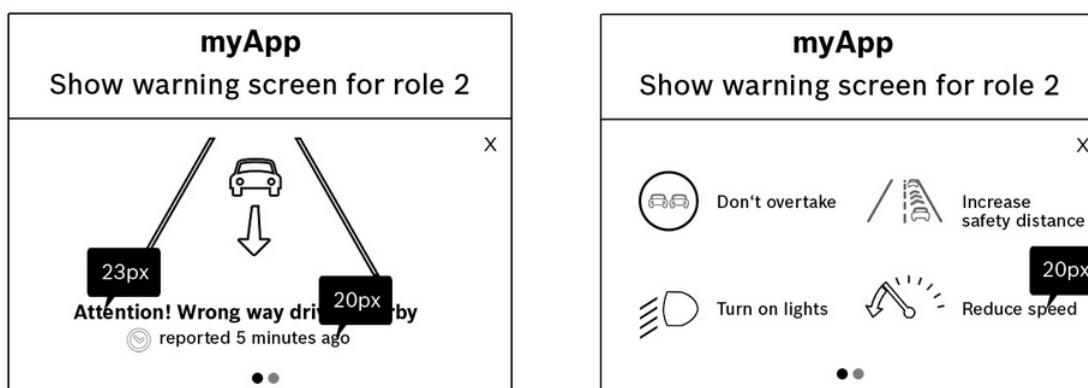 myApp
Show warning screen for role 2
X
23px
20px
Attention! Wrong way dri rby
reported 5 minutes ago
myApp
Show warning screen for role 2
X
Don't overtake
Increase
safety distance
20px
Turn on lights
Reduce speed